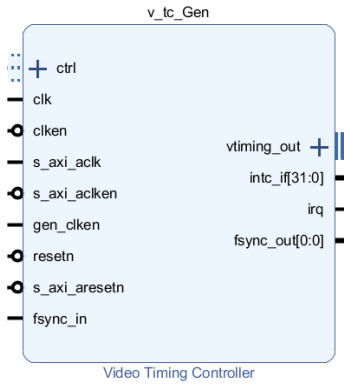 v_tc_Gen
ctrl
clk
clken
s_axi_aclk
s_axi_aclken
gen_clken
resetn
s_axi_aresetn
fsync_in
vtiming_out
intc_if[31:0]
irq
fsync_out[0:0]
Video Timing Controller